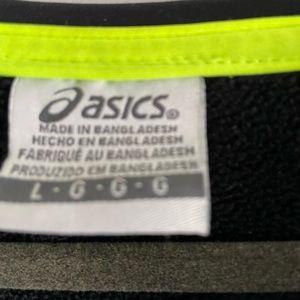 asics®
MADE IN BANGLADESH
HECHO EN BANGLADESH
FABRIQUÉ AU BANGLADESH
PRODUZIDO EM BANGLADESH
L - G - G - G